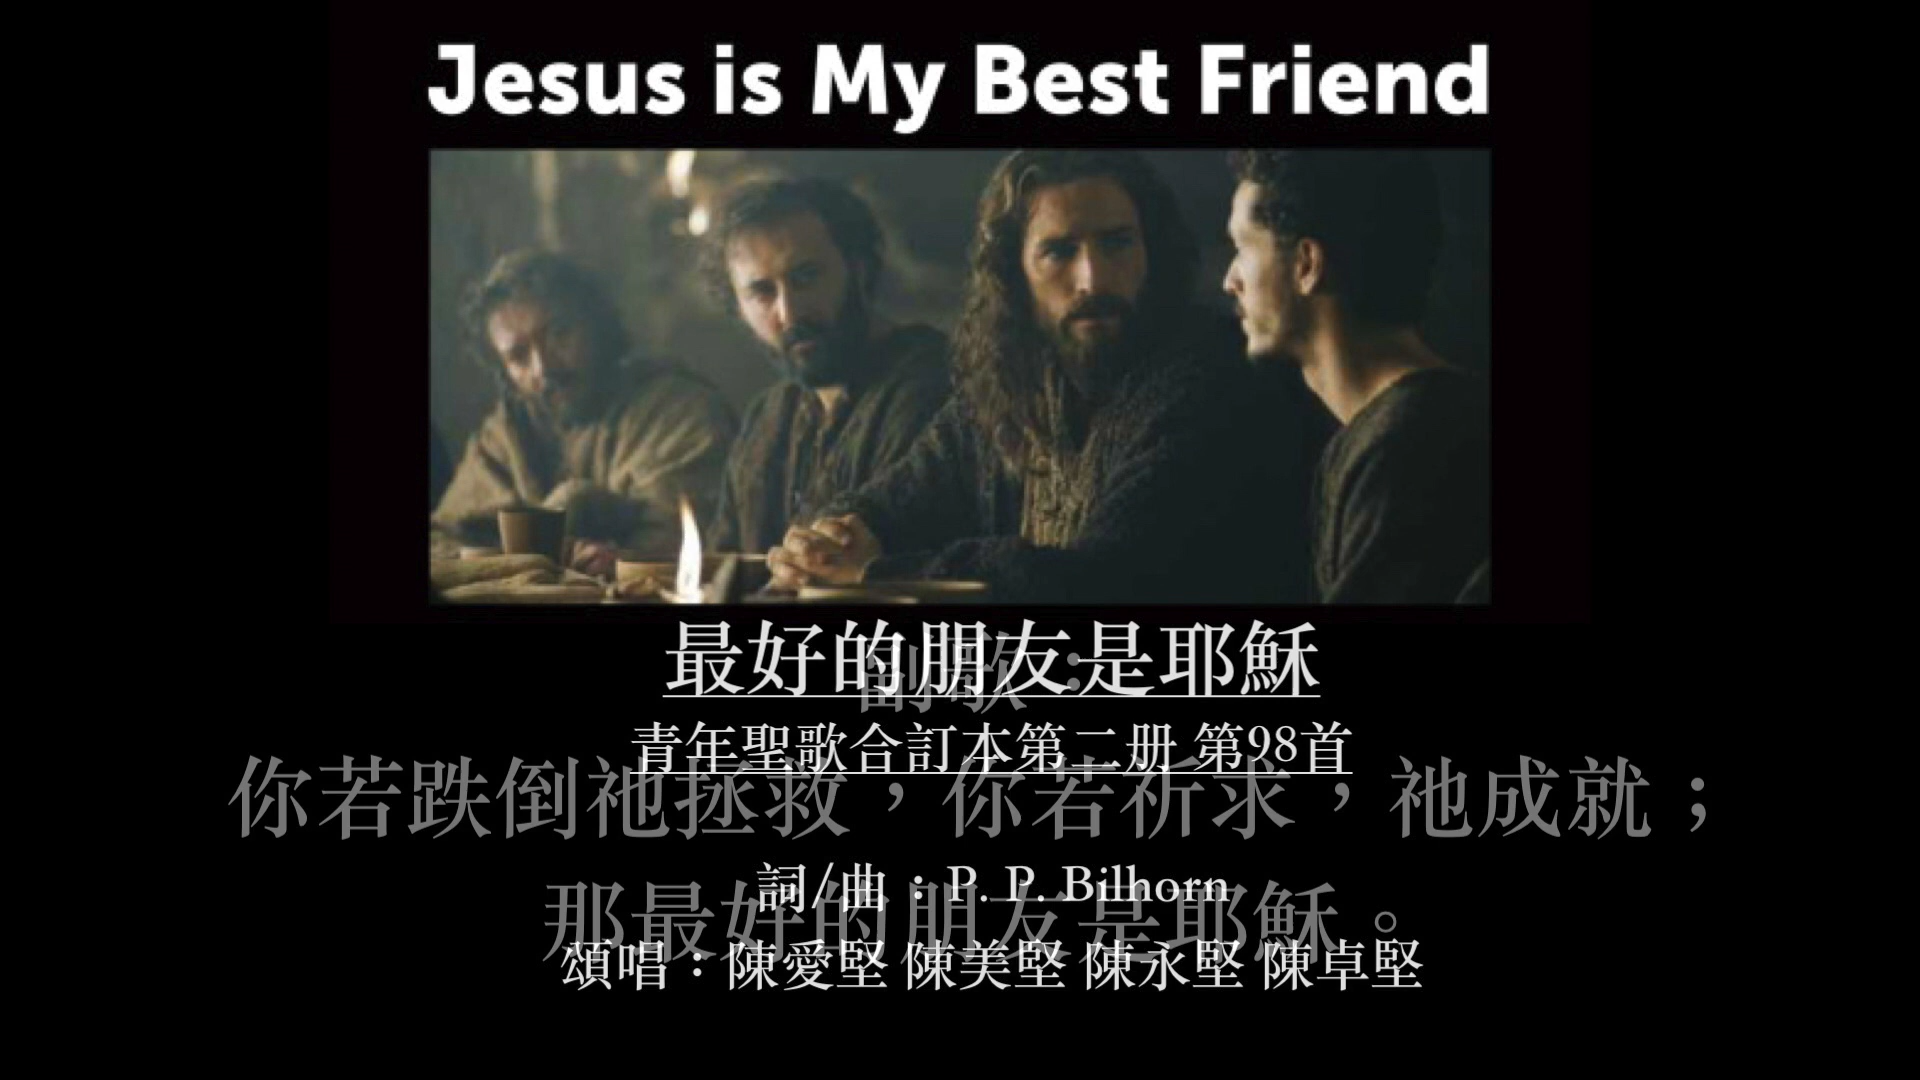 Jesus is My Best Friend
最好的朋友是耶穌
副歌：
青年聖歌合訂本第二册 第98首
你若跌倒祂拯救，你若祈求，祂成就；
詞/曲：P. P. Bilhorn
那最好的朋友是耶穌。
頌唱：陳愛堅 陳美堅 陳永堅 陳卓堅